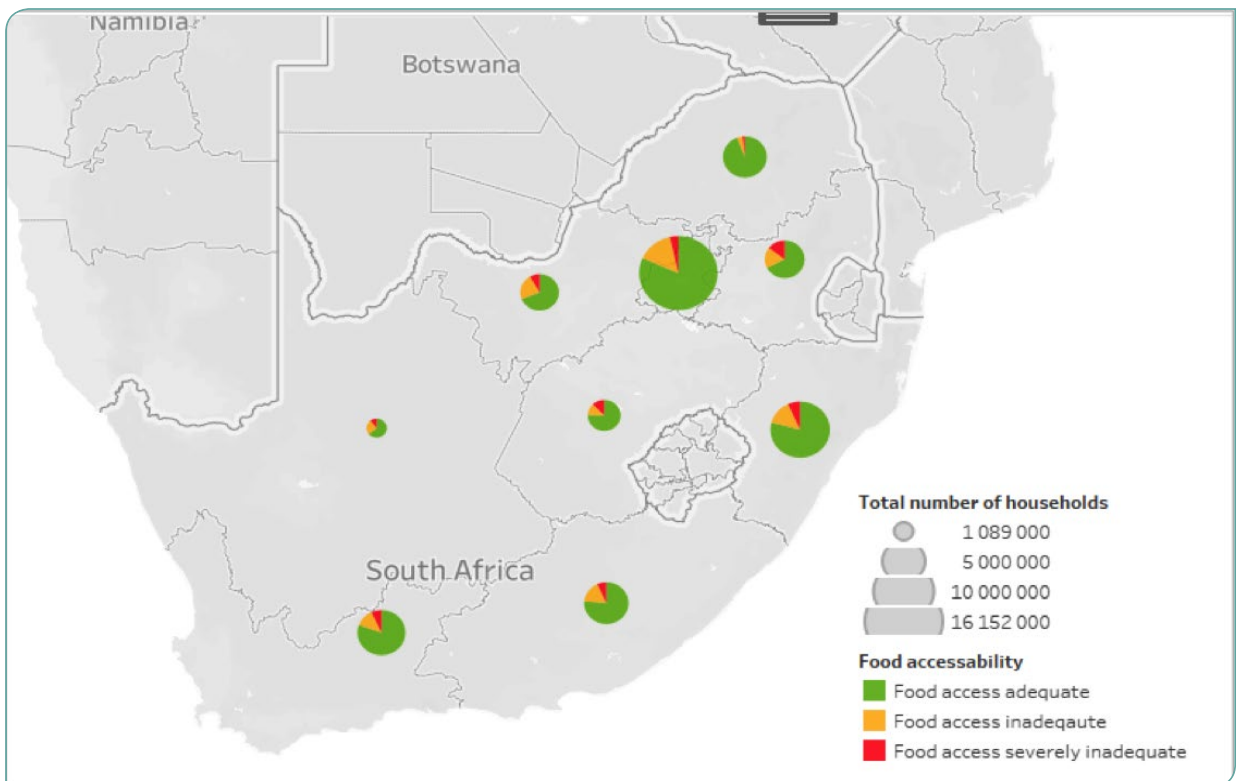 Namibia
Botswana
South Africa
Total number of households
1 089 000
5 000 000
10 000 000
16 152 000
Food accessability
Food access adequate
Food access inadeqaute
Food access severely inadequate